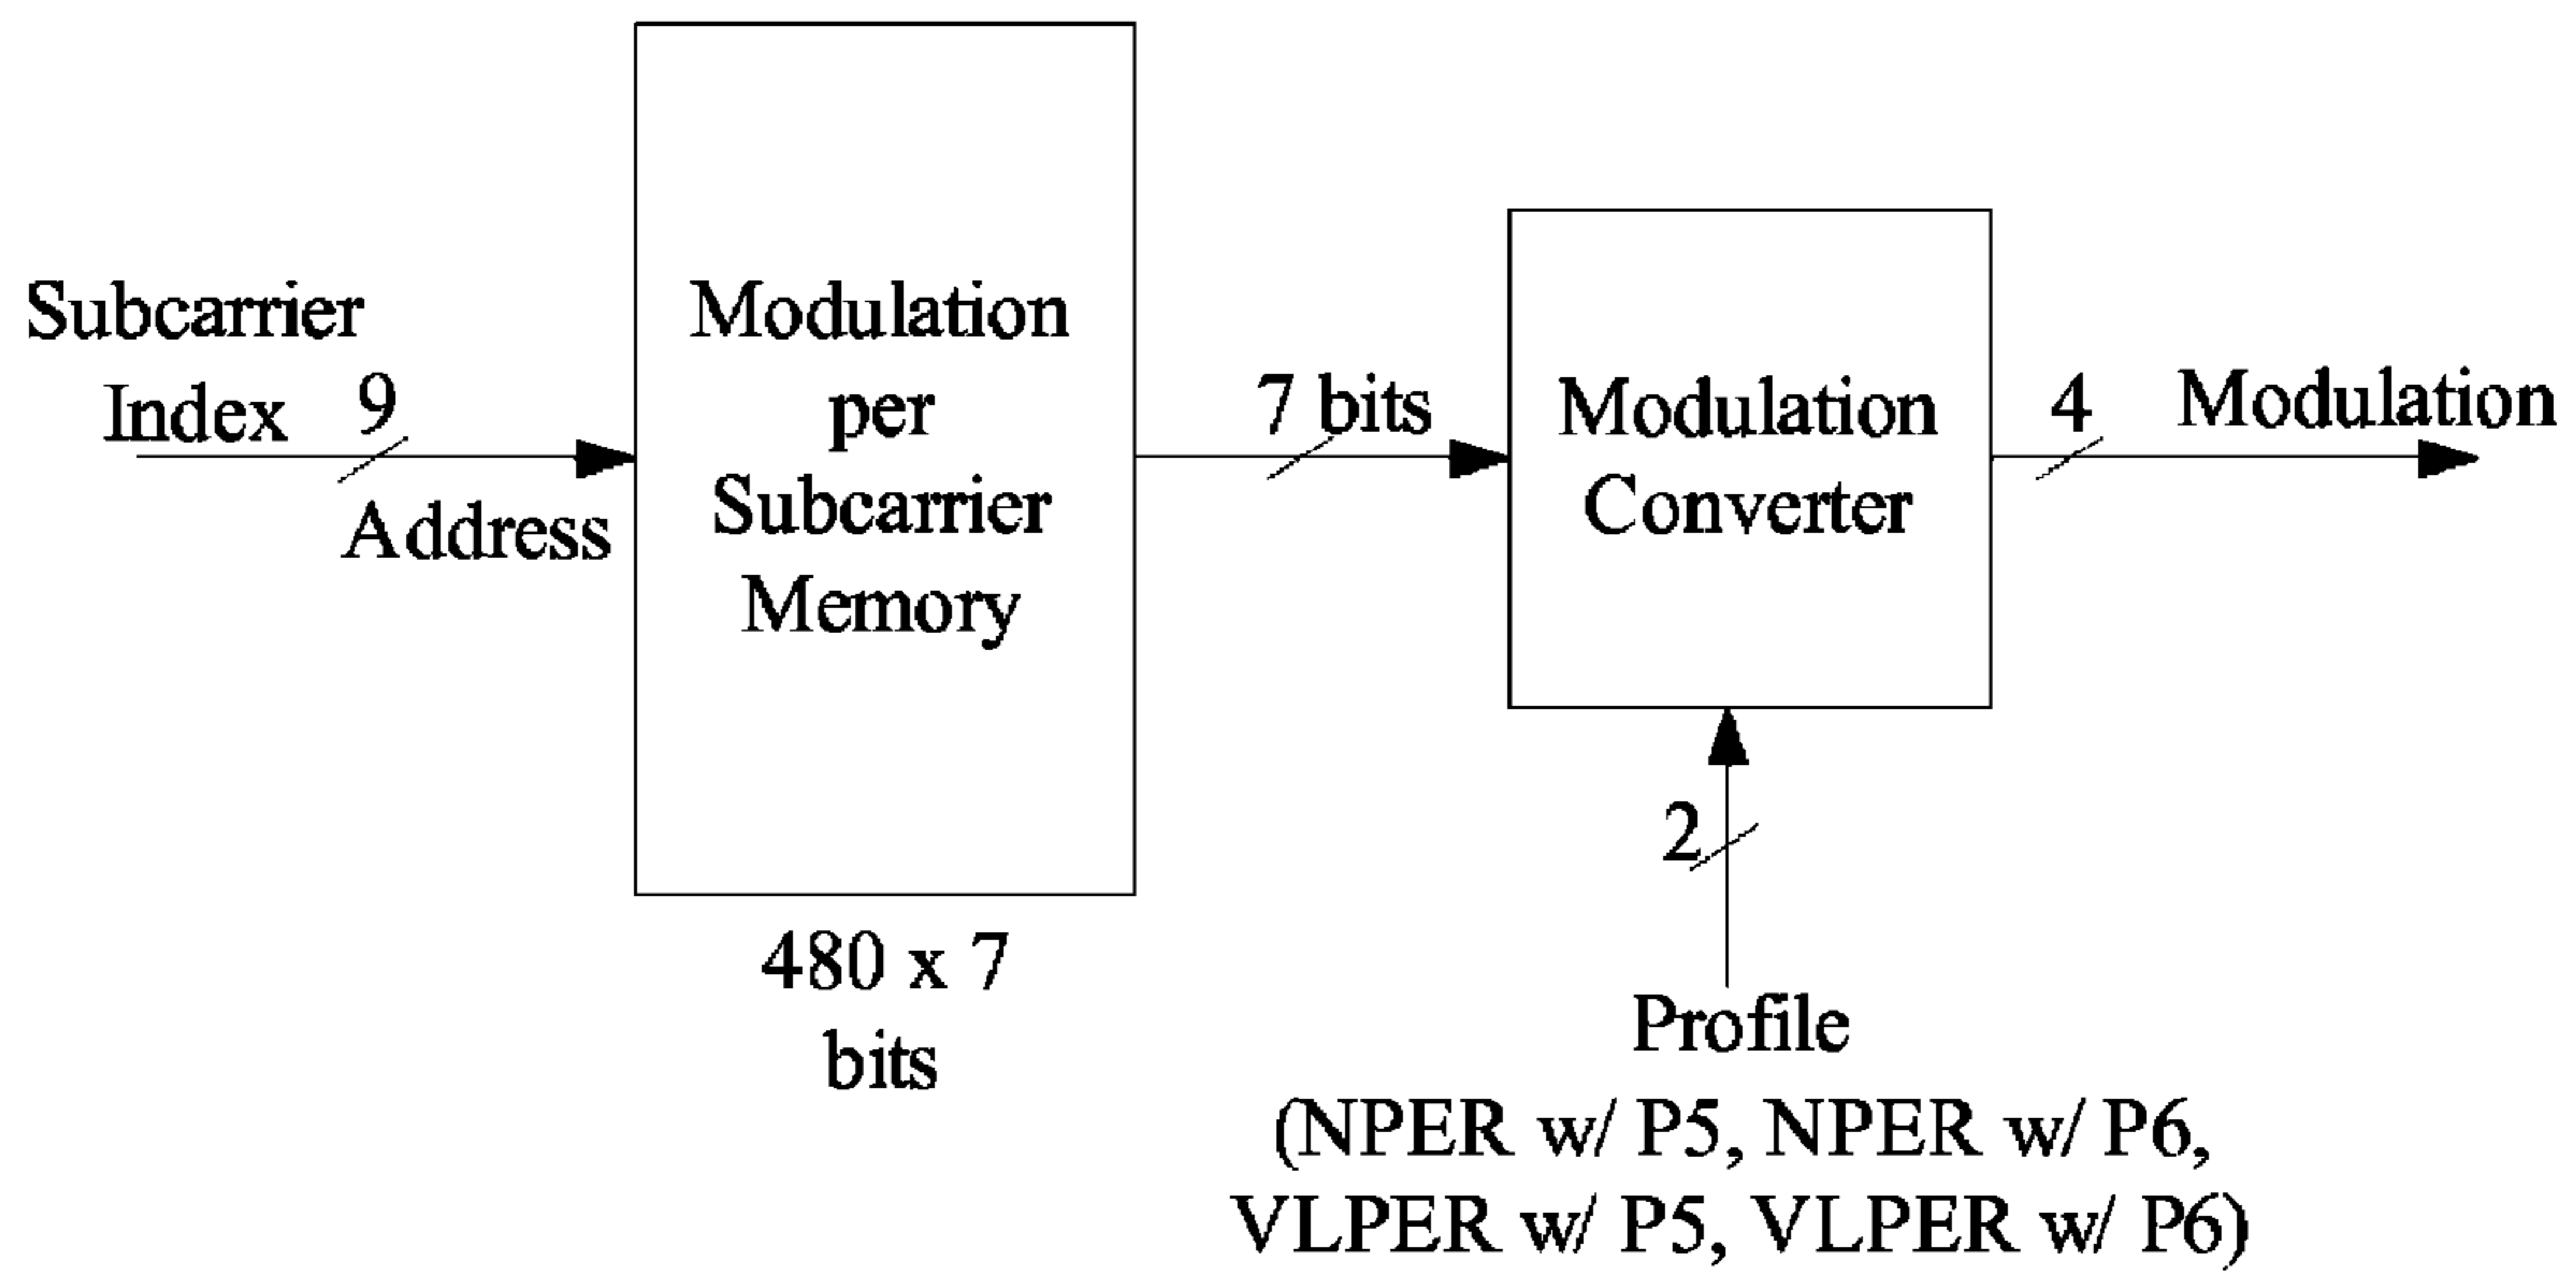 Subcarrier
Index
9
Address
Modulation
per
Subcarrier
Memory
480 x 7
bits
7 bits
Modulation
Converter
4
Modulation
2
Profile
(NPER w/ P5, NPER w/ P6,
VLPER w/ P5, VLPER w/ P6)